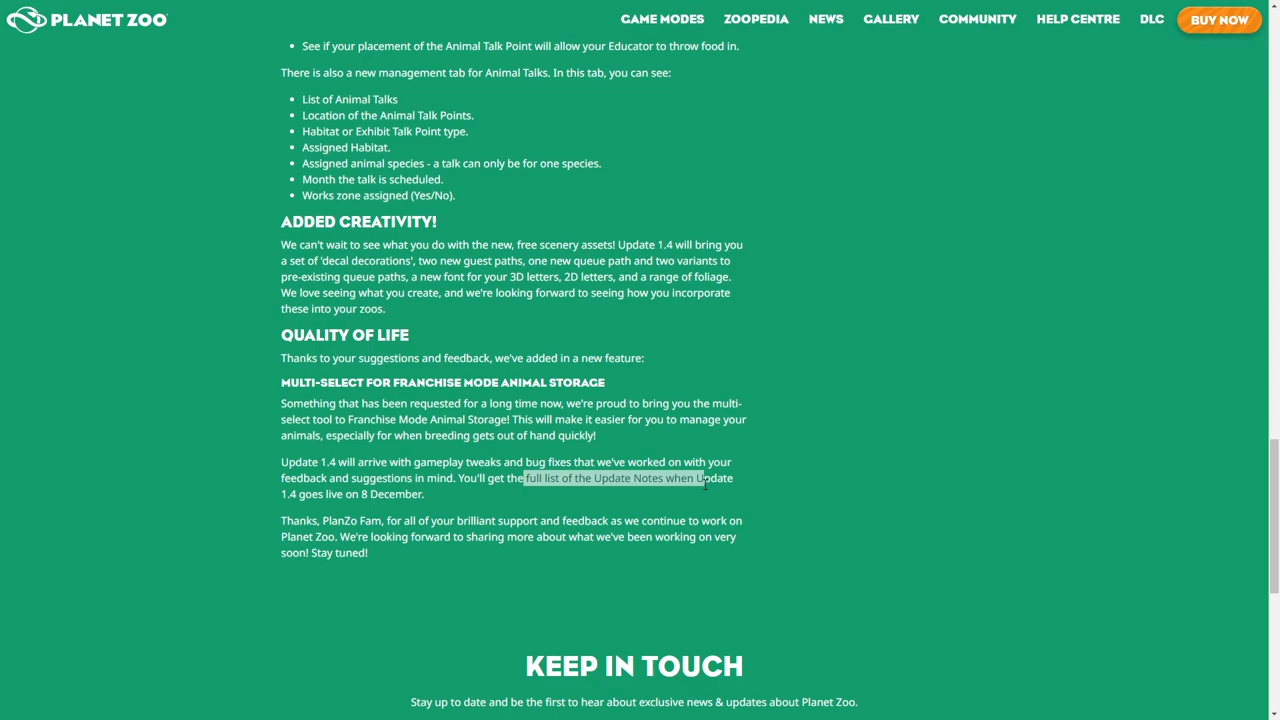 PLANET ZOO
GAME MODES ZOOPEDIA NEWS GALLERY COMMUNITY HELP CENTRE DLC BUY NOW
• See if your placement of the Animal Talk Point will allow your Educator to throw food in.
There is also a new management tab for Animal Talks. In this tab, you can see:
• List of Animal Talks
• Location of the Animal Talk Points.
• Habitat or Exhibit Talk Point type.
• Assigned Habitat.
• Assigned animal species - a talk can only be for one species.
• Month the talk is scheduled.
• Works zone assigned (Yes/No).
ADDED CREATIVITY!
We can't wait to see what you do with the new, free scenery assets! Update 1.4 will bring you
a set of 'decal decorations', two new guest paths, one new queue path and two variants to
pre-existing queue paths, a new font for your 3D letters, 2D letters, and a range of foliage.
We love seeing what you create, and we're looking forward to seeing how you incorporate
these into your zoos.
QUALITY OF LIFE
Thanks to your suggestions and feedback, we've added in a new feature:
MULTI-SELECT FOR FRANCHISE MODE ANIMAL STORAGE
Something that has been requested for a long time now, we're proud to bring you the multi-
select tool to Franchise Mode Animal Storage! This will make it easier for you to manage your
animals, especially for when breeding gets out of hand quickly!
Update 1.4 will arrive with gameplay tweaks and bug fixes that we've worked on with your
feedback and suggestions in mind. You'll get the full list of the Update Notes when Update
1.4 goes live on 8 December.
Thanks, PlanZo Fam, for all of your brilliant support and feedback as we continue to work on
Planet Zoo. We're looking forward to sharing more about what we've been working on very
soon! Stay tuned!
KEEP IN TOUCH
Stay up to date and be the first to hear about exclusive news & updates about Planet Zoo.